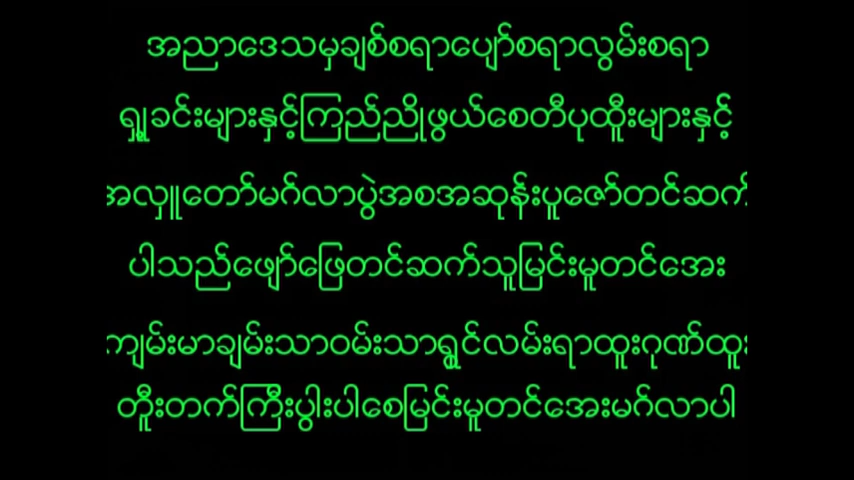 အညာဒေသမှချစ်စရာပျော်စရာလွမ်းစရာ
ရှုခင်းများနှင့်ကြည်ညိုဖွယ်စေတီပုထိုးများနှင့်
အလှူတော်မင်္ဂလာပွဲအစအဆုန်းပူဇော်တင်ဆက်
ပါသည်ဖျော်ဖြေတင်ဆက်သူမြင်းမူတင်အေး
ကျမ်းမာချမ်းသာဝမ်းသာရွှင်လမ်းရာထူးဂုဏ်ထူး
တိုးတက်ကြီးပွါးပါစေမြင်းမူတင်အေးမင်္ဂလာပါ